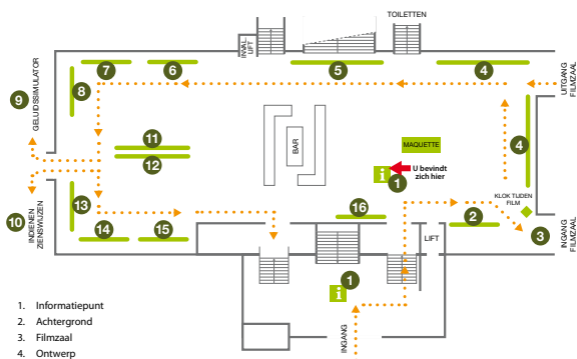 TOILETTEN
INVAL.
LIFT
7
6
5
4
UITGANG
FILMZAAL
8
9
GELUIDSSIMULATOR
11
12
BAR
MAQUETTE
4
U bevindt
zich hier
i
1
KLOK TIJDEN
FILM
10
INDIENEN
ZIENSWIJZEN
13
14
15
16
2
3
INGANG
FILMZAAL
LIFT
1
i
INGANG
1. Informatiepunt
2. Achtergrond
3. Filmzaal
4. Ontwerp